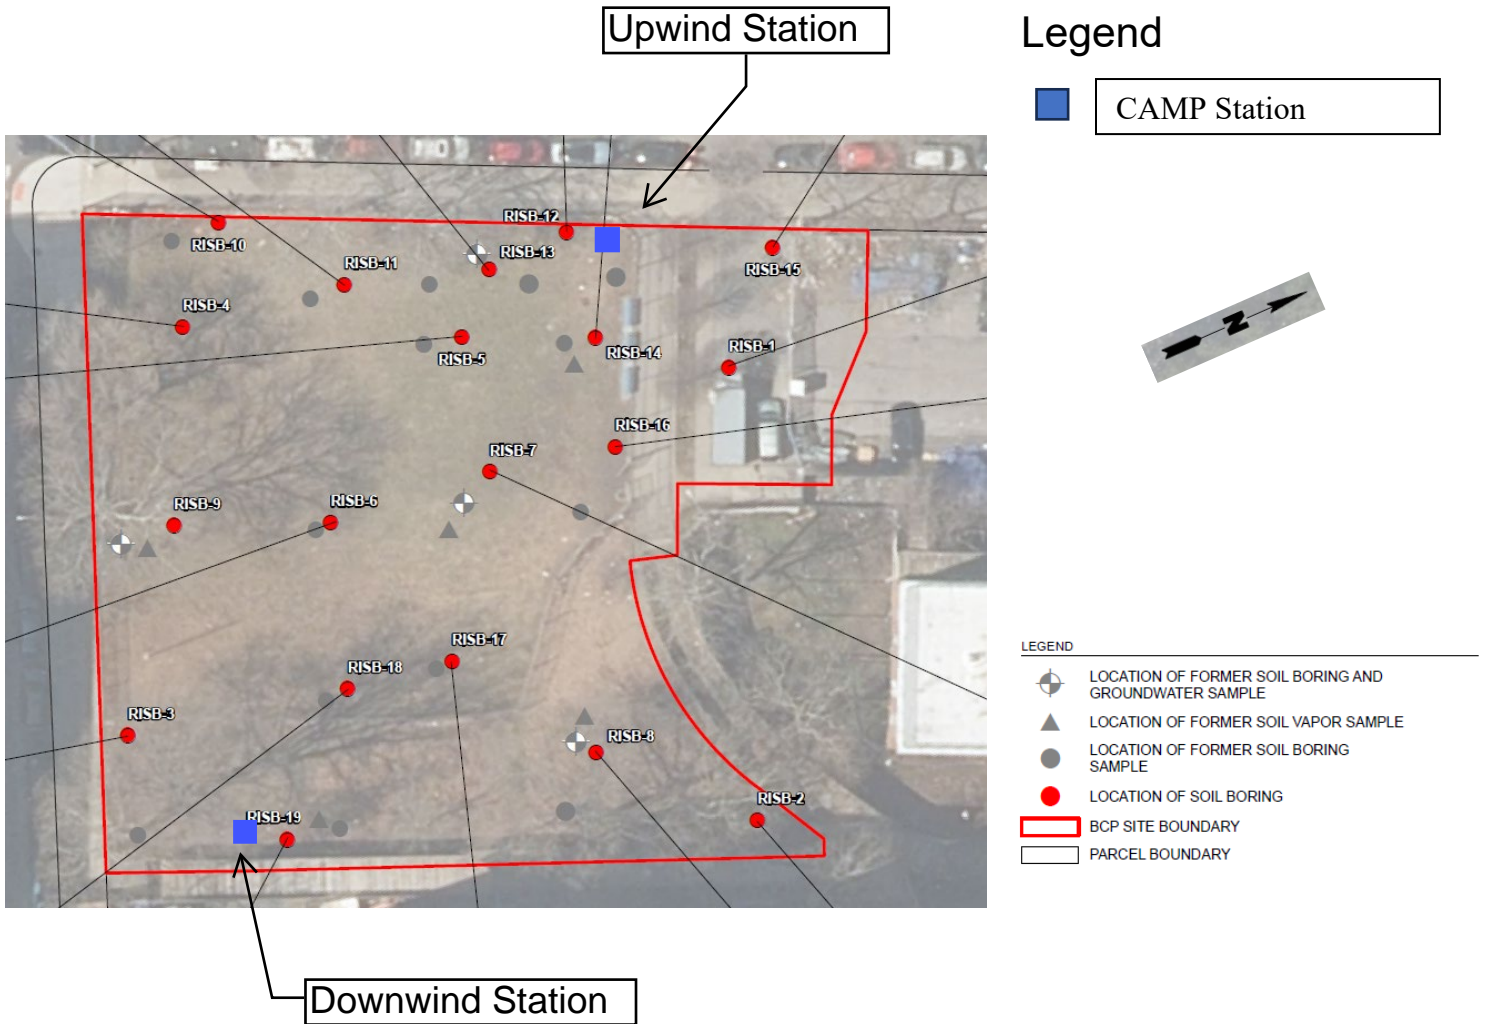 Upwind Station
Legend
CAMP Station
RISB-12
RISB-10
RISB-13
RISB-11
RISB-15
RISB-4
N
RISB-5
RISB-14
RISB-1
RISB-16
RISB-7
RISB-9
RISB-6
RISB-17
RISB-18
RISB-3
RISB-8
RISB-2
RISB-19
LEGEND
LOCATION OF FORMER SOIL BORING AND
GROUNDWATER SAMPLE
LOCATION OF FORMER SOIL VAPOR SAMPLE
LOCATION OF FORMER SOIL BORING
SAMPLE
LOCATION OF SOIL BORING
BCP SITE BOUNDARY
PARCEL BOUNDARY
Downwind Station